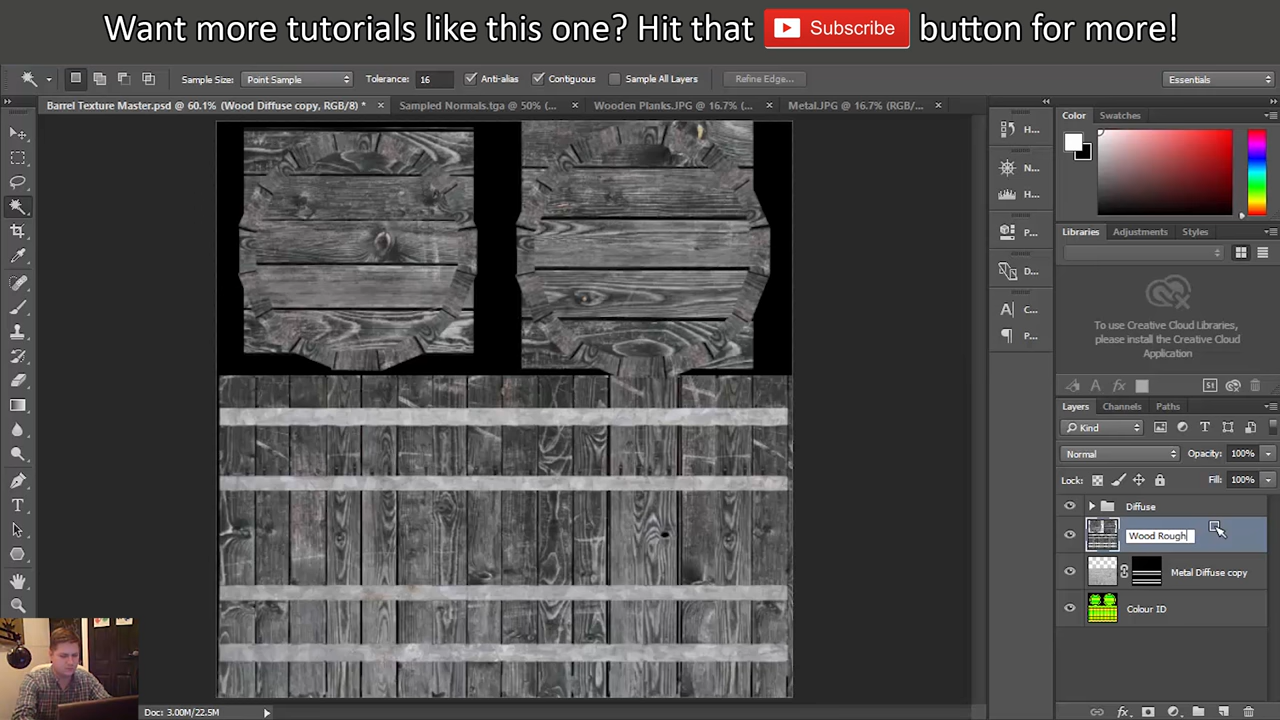 Want more tutorials like this one? Hit that Subscribe button for more!
Sample Size: Point Sample Tolerance: 16 Anti-alias Contiguous Sample All Layers Refine Edge... Essentials
Barrel Texture Master.psd @ 60.1% (Wood Diffuse copy, RGB/8) * Sampled Normals.tga @ 50% (... Wooden Planks.JPG @ 16.7% (... Metal.JPG @ 16.7% (RGB/...
Color Swatches
H...
N...
H...
P...
D...
A| C...
P...
Libraries Adjustments Styles
To use Creative Cloud Libraries,
please install the Creative Cloud
Application
St
Layers Channels Paths
Kind
Normal Opacity: 100%
Lock: Fill: 100%
Diffuse
Wood Rough
Metal Diffuse copy
Colour ID
fx
Doc: 3.00M/22.5M